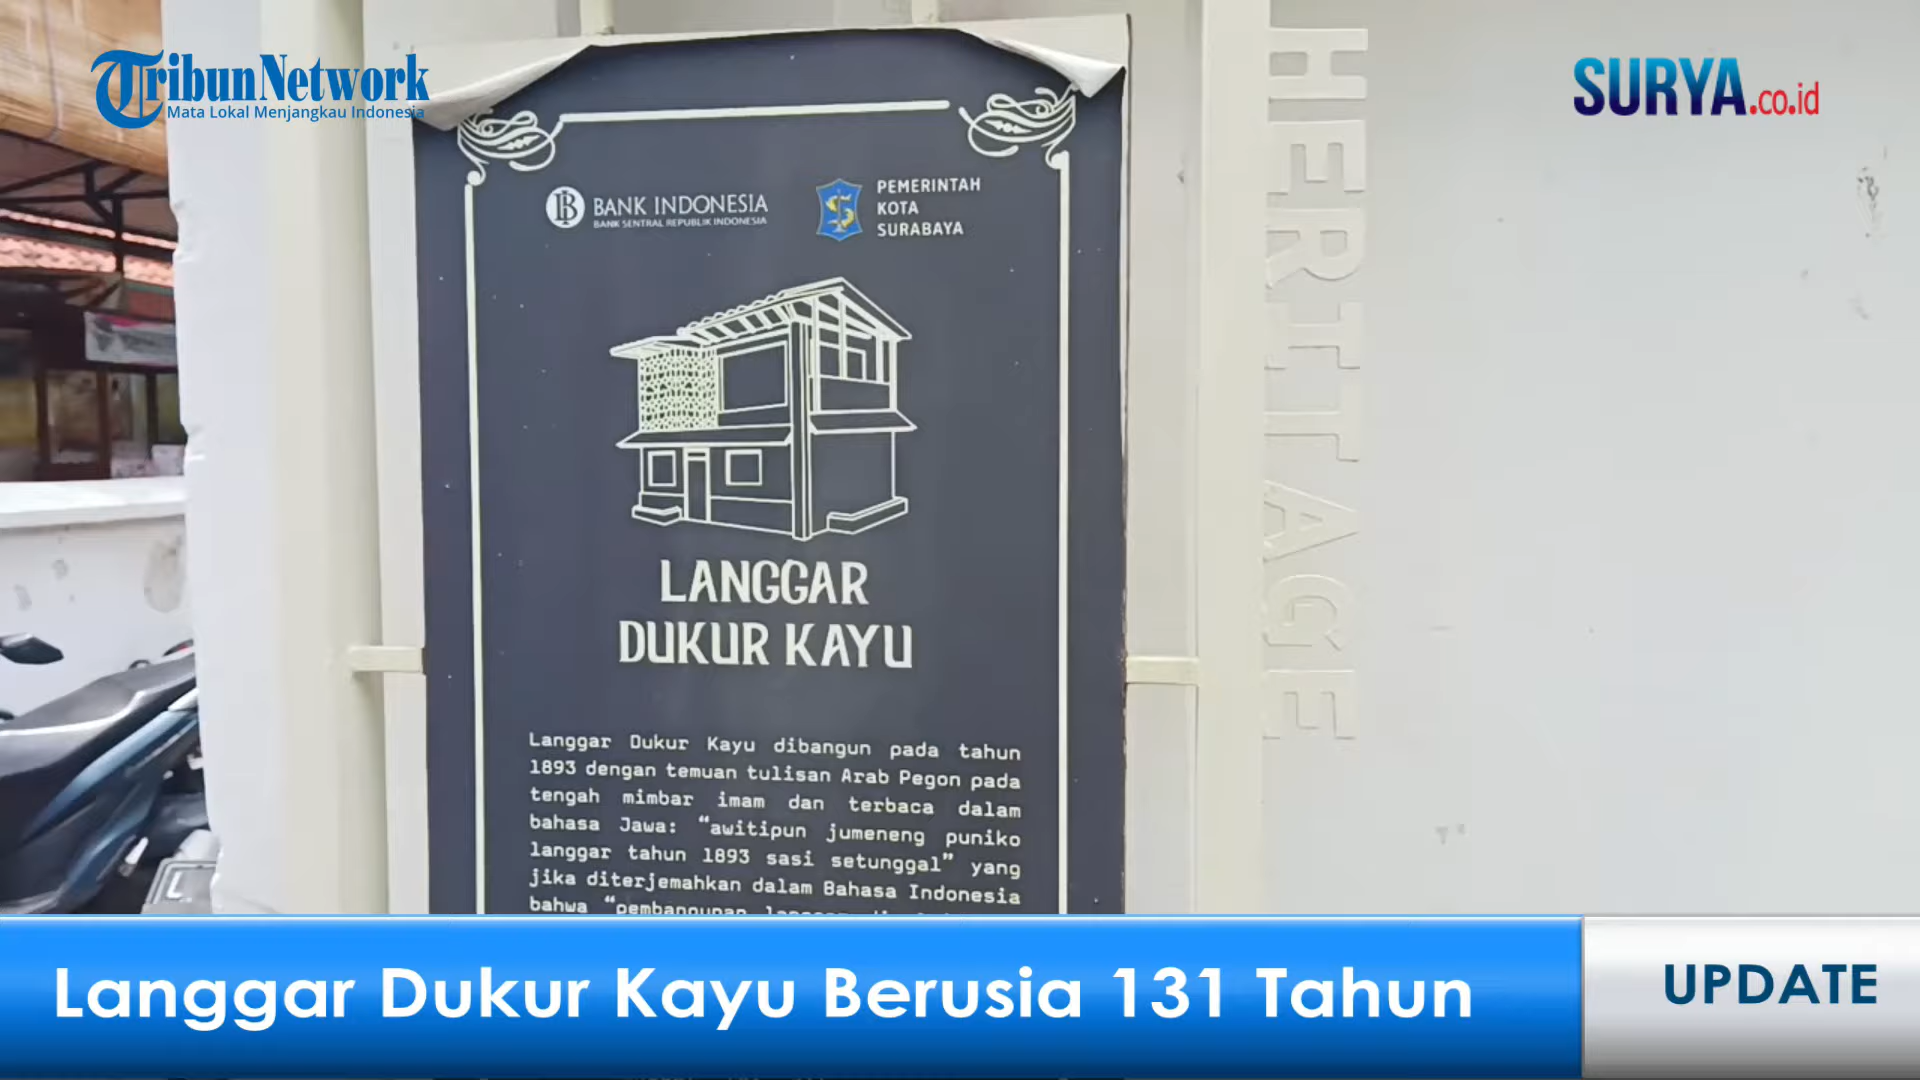 TribunNetwork
Mata Lokal Menjangkau Indonesia
SURYA.co.id
BANK INDONESIA
BANK SENTRAL REPUBLIK INDONESIA
PEMERINTAH
KOTA
SURABAYA
HERITAGE
LANGGAR
DUKUR KAYU
Langgar Dukur Kayu dibangun pada tahun
1893 dengan temuan tulisan Arab Pegon pada
tengah mimbar imam dan terbaca dalam
bahasa Jawa: “awitipun jumeneng puniko
langgar tahun 1893 sasi setunggal” yang
jika diterjemahkan dalam Bahasa Indonesia
bahwa “pembangunan
Langgar Dukur Kayu Berusia 131 Tahun
UPDATE